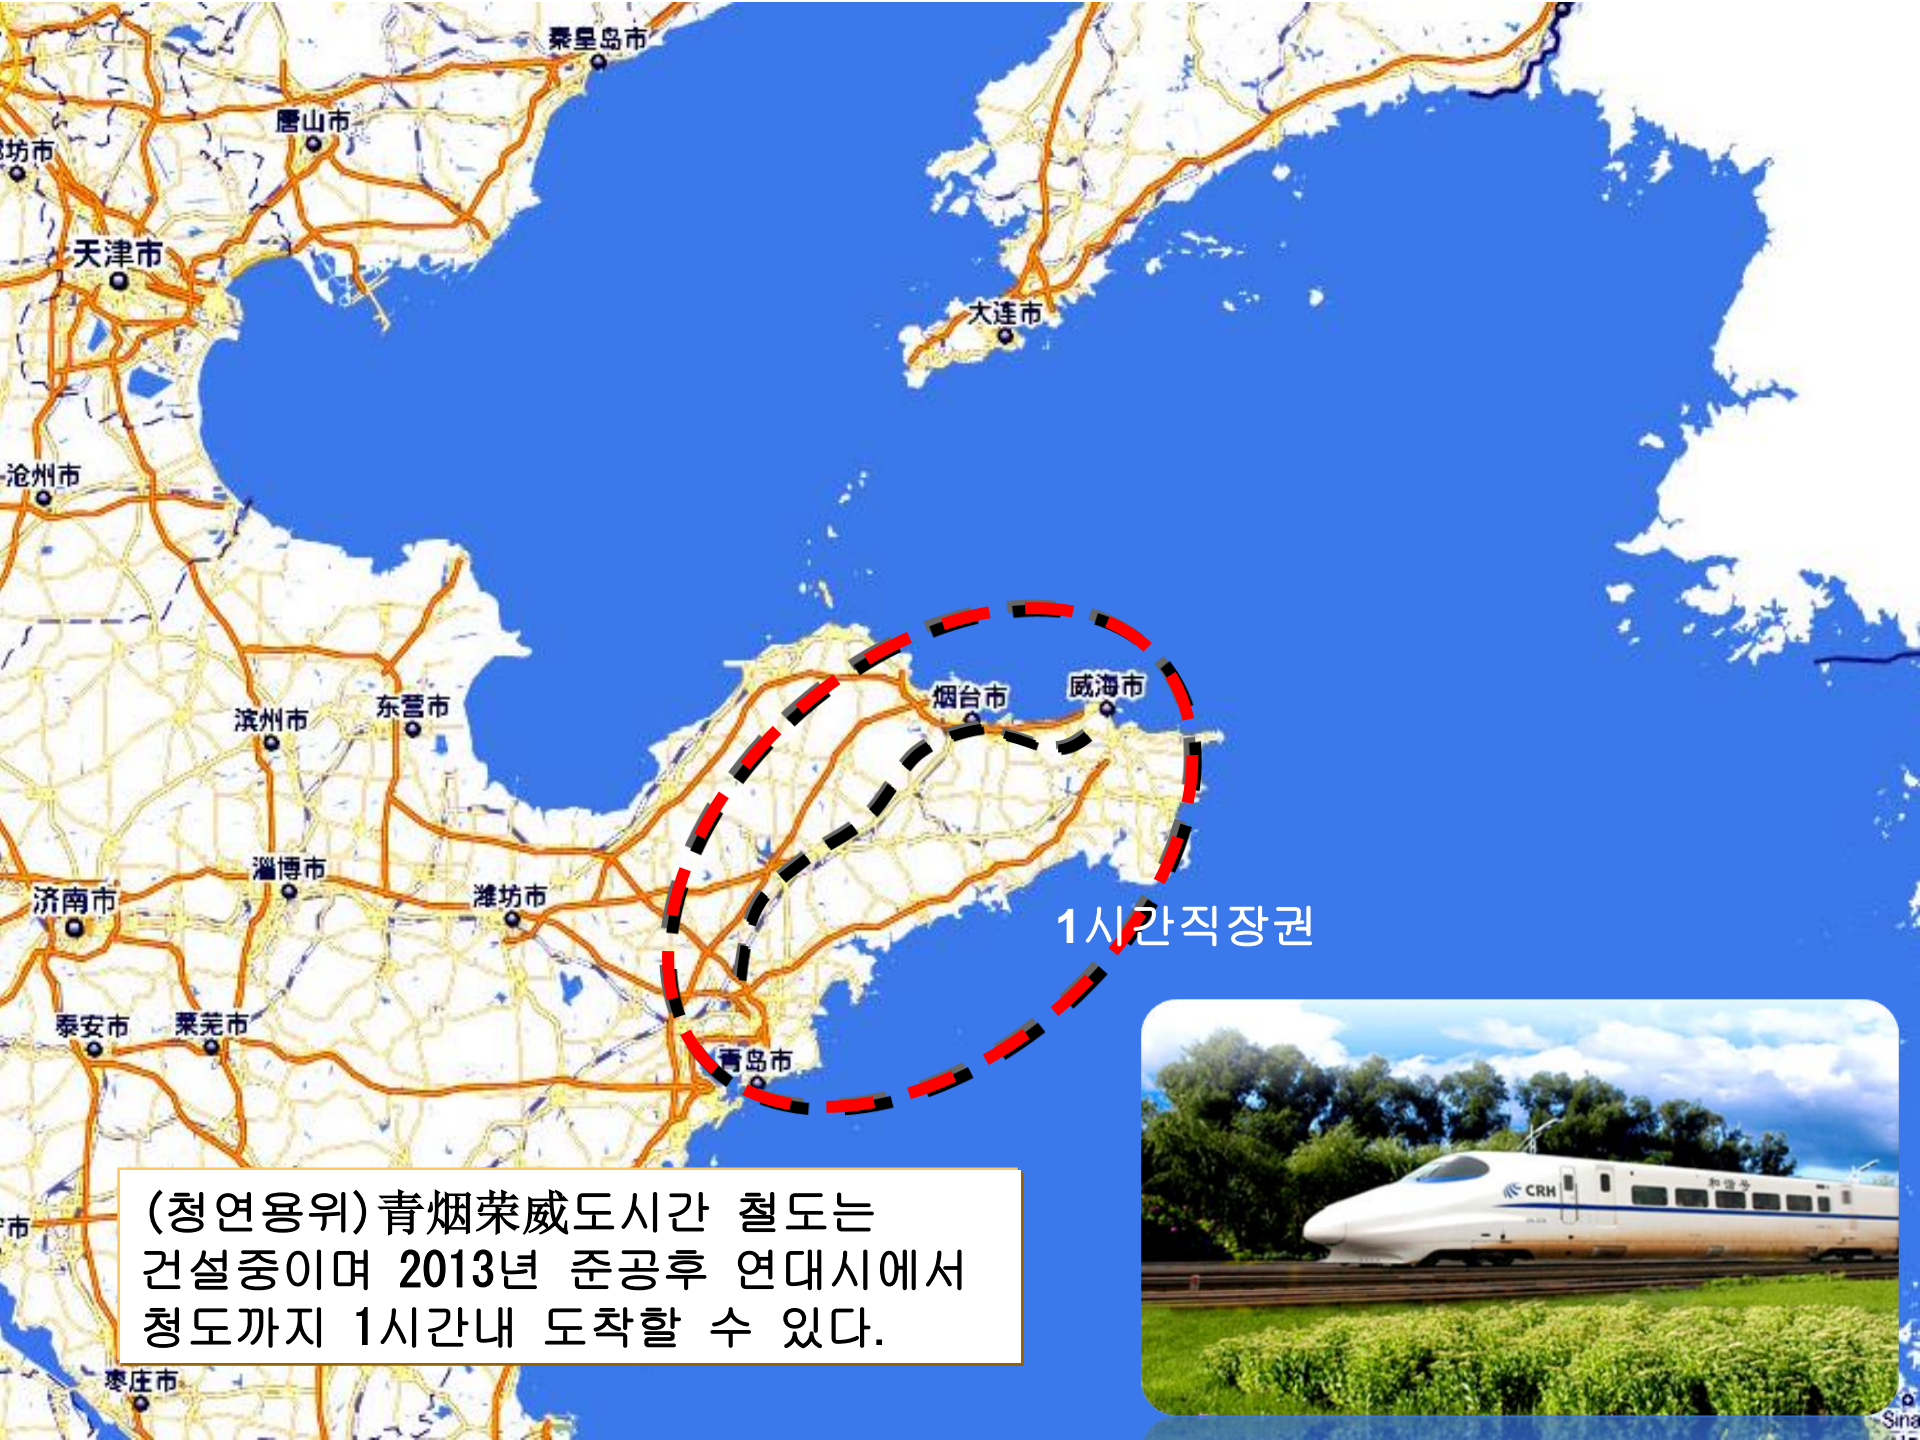 秦皇岛市
唐山市
坊市
天津市
大连市
沧州市
烟台市
威海市
东营市
滨州市
淄博市
潍坊市
济南市
1시간직장권
泰安市
莱芜市
青岛市
CRH
和谐号
(청연용위)青烟荣威도시간 철도는
건설중이며 2013년 준공후 연대시에서
청도까지 1시간내 도착할 수 있다.
市
枣庄市
Sina